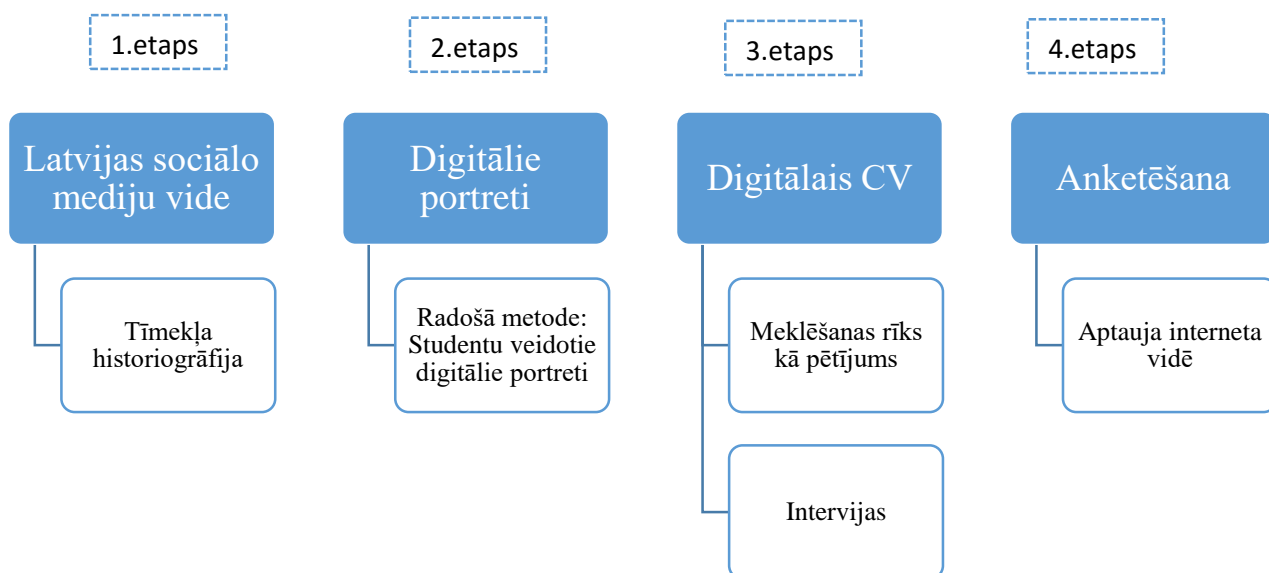 1.etaps
2.etaps
3.etaps
4.etaps
Latvijas sociālo
mediju vide
Digitālie
portreti
Digitālais CV
Anketēšana
Tīmekļa
historiogrāfija
Radošā metode:
Studentu veidotie
digitālie portreti
Meklēšanas rīks
kā pētījums
Aptauja interneta
vidē
Intervijas